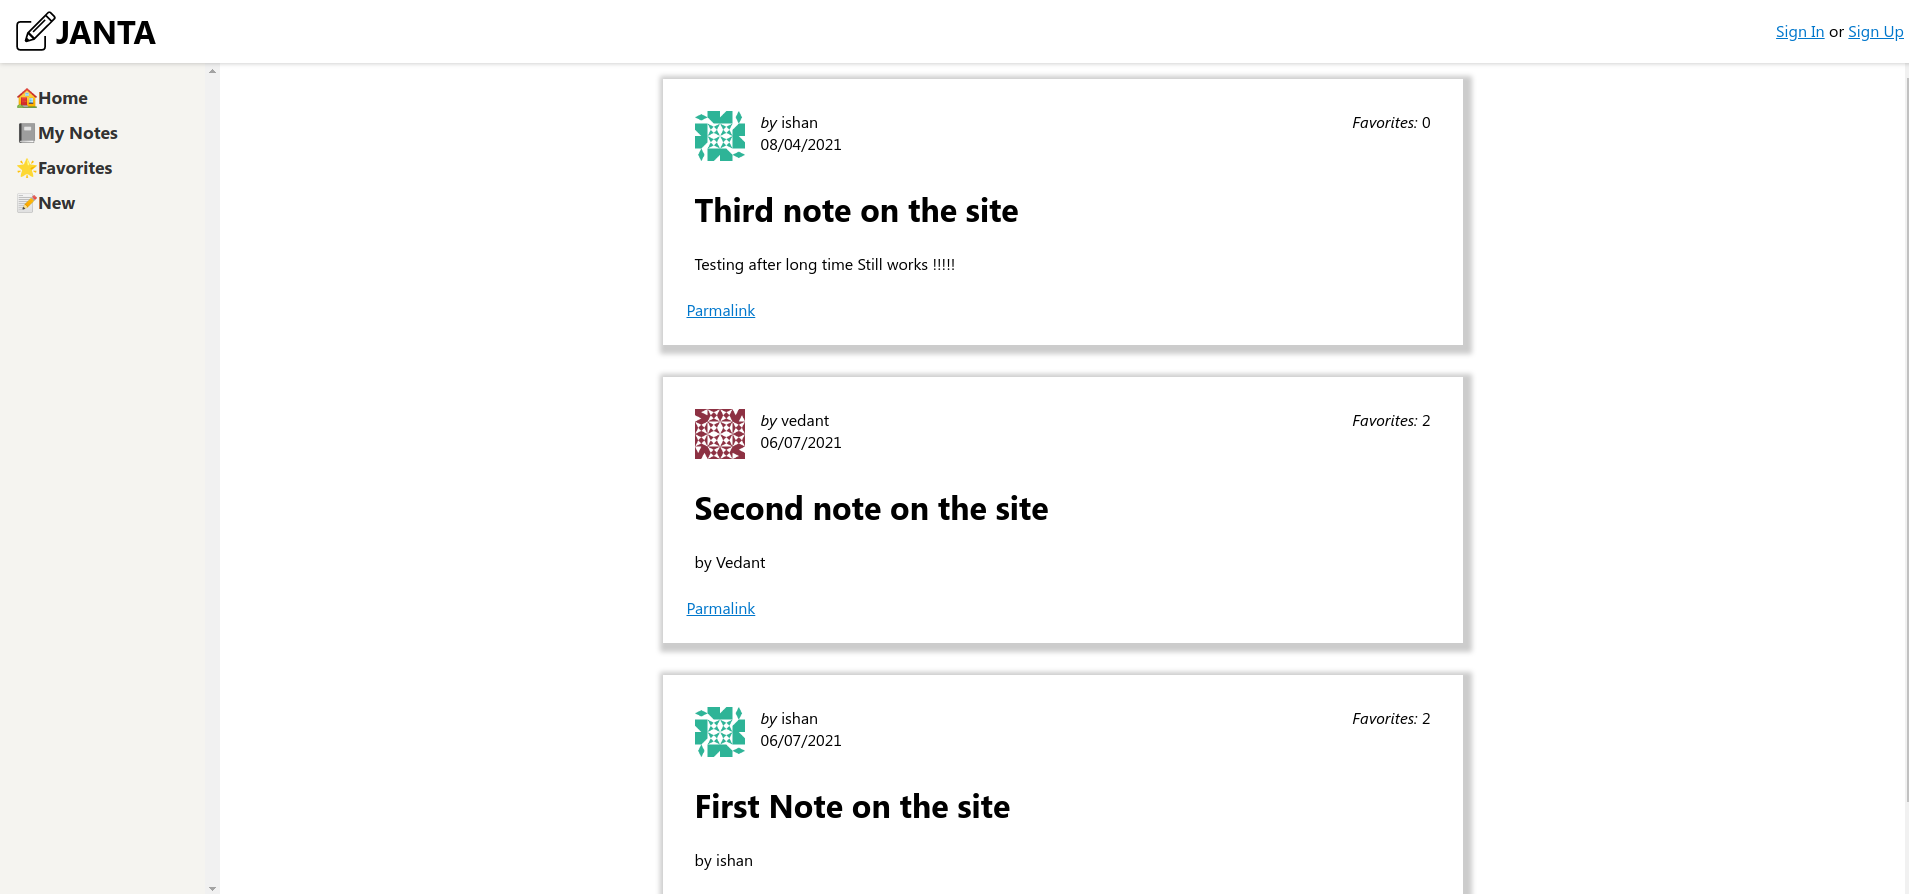 JANTA
Sign In or Sign Up
Home
My Notes
Favorites
New
by ishan
08/04/2021
Favorites: 0
Third note on the site
Testing after long time Still works !!!!!
Parmalink
by vedant
06/07/2021
Favorites: 2
Second note on the site
by Vedant
Parmalink
by ishan
06/07/2021
Favorites: 2
First Note on the site
by ishan